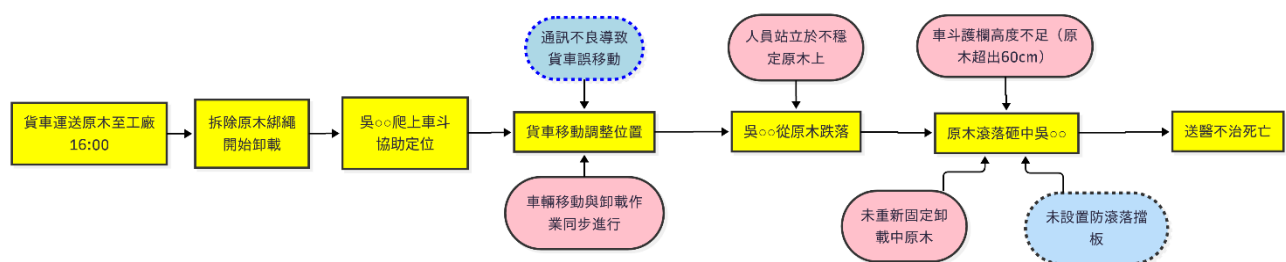 通訊不良導致
貨車誤移動
人員站立於不穩
定原木上
車斗護欄高度不足（原
木超出60cm）
貨車運送原木至工廠
16:00
拆除原木綁繩
開始卸載
吳○○爬上車斗
協助定位
貨車移動調整位置
吳○○從原木跌落
原木滾落砸中吳○○
送醫不治死亡
車輛移動與卸載作
業同步進行
未重新固定卸
載中原木
未設置防滾落擋
板